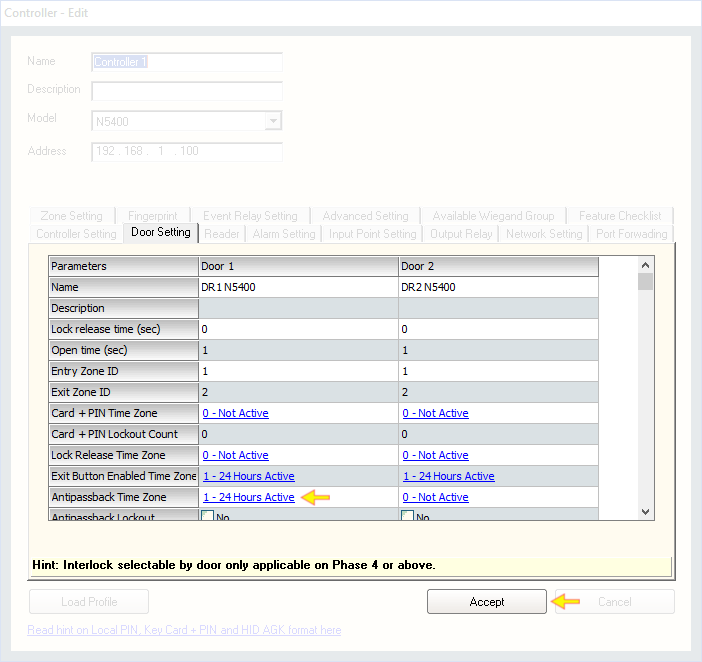 Controller - Edit
Name Controller 1
Description
Model N5400
Address 192 . 168 . 1 . 100
Zone Setting Fingerprint Event Relay Setting Advanced Setting Available Wiegand Group Feature Checklist
Controller Setting Door Setting Reader Alarm Setting Input Point Setting Output Relay Network Setting Port Forwading
Parameters Door 1 Door 2
Name DR1 N5400 DR2 N5400
Description
Lock release time (sec) 0 0
Open time (sec) 1 1
Entry Zone ID 1 1
Exit Zone ID 2 2
Card + PIN Time Zone 0 - Not Active 0 - Not Active
Card + PIN Lockout Count 0 0
Lock Release Time Zone 0 - Not Active 0 - Not Active
Exit Button Enabled Time Zone 1 - 24 Hours Active 1 - 24 Hours Active
Antipassback Time Zone 1 - 24 Hours Active 0 - Not Active
Antipassback Lockout No No
Hint: Interlock selectable by door only applicable on Phase 4 or above.
Load Profile Accept Cancel
Read hint on Local PIN, Key Card + PIN and HID AGK format here